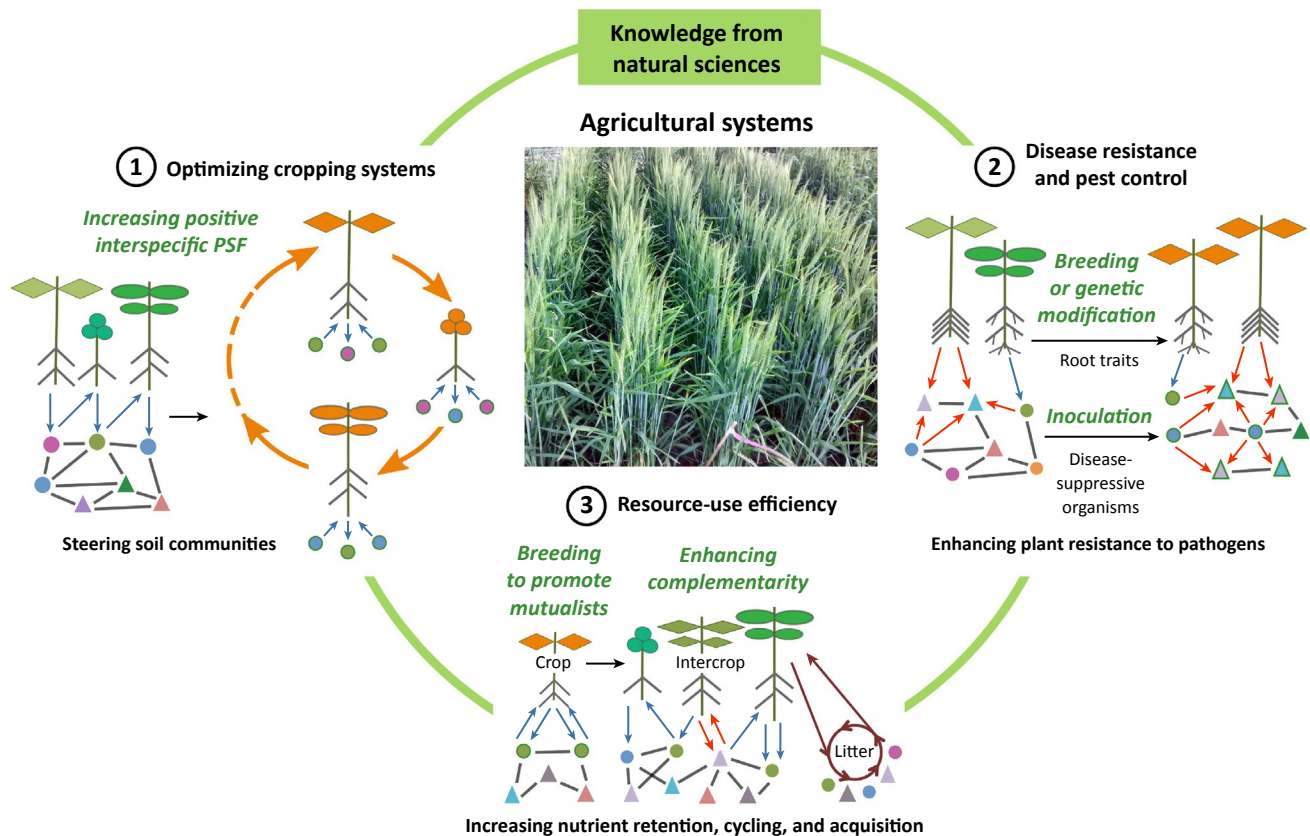 Knowledge from
natural sciences
Agricultural systems
1 Optimizing cropping systems
Increasing positive
interspecific PSF
Steering soil communities
2 Disease resistance
and pest control
Breeding
or genetic
modification
Root traits
Inoculation
Disease-
suppressive
organisms
Enhancing plant resistance to pathogens
3 Resource-use efficiency
Breeding
to promote
mutualists
Enhancing
complementarity
Crop
Intercrop
Litter
Increasing nutrient retention, cycling, and acquisition